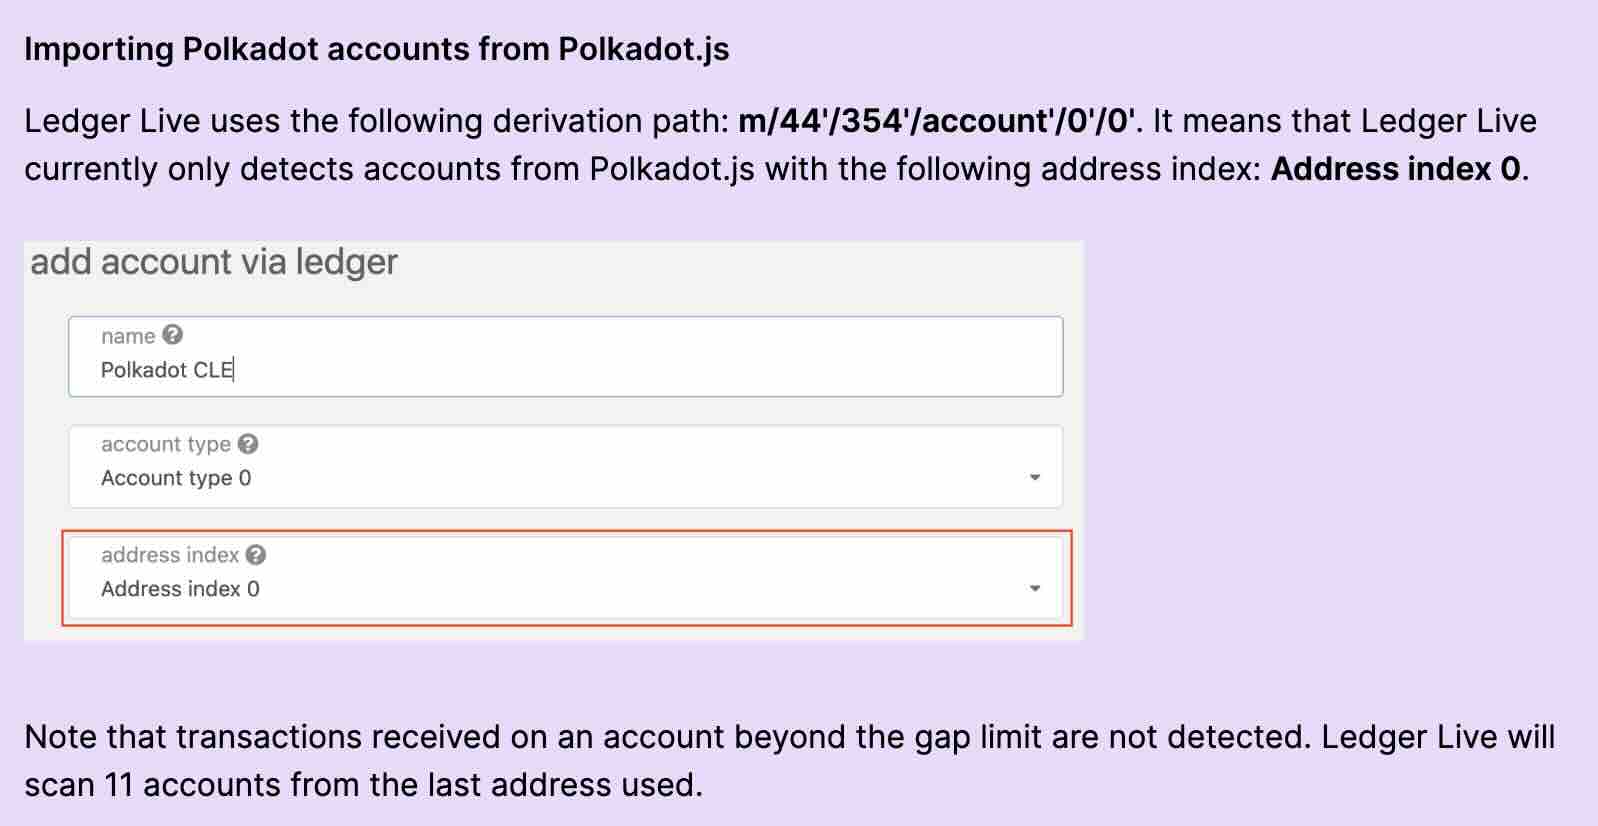 Importing Polkadot accounts from Polkadot.js
Ledger Live uses the following derivation path: m/44'/354'/account'/0'/0'. It means that Ledger Live
currently only detects accounts from Polkadot.js with the following address index: Address index 0.
add account via ledger
name ?
Polkadot CLE
account type ?
Account type 0
address index ?
Address index 0
Note that transactions received on an account beyond the gap limit are not detected. Ledger Live will
scan 11 accounts from the last address used.